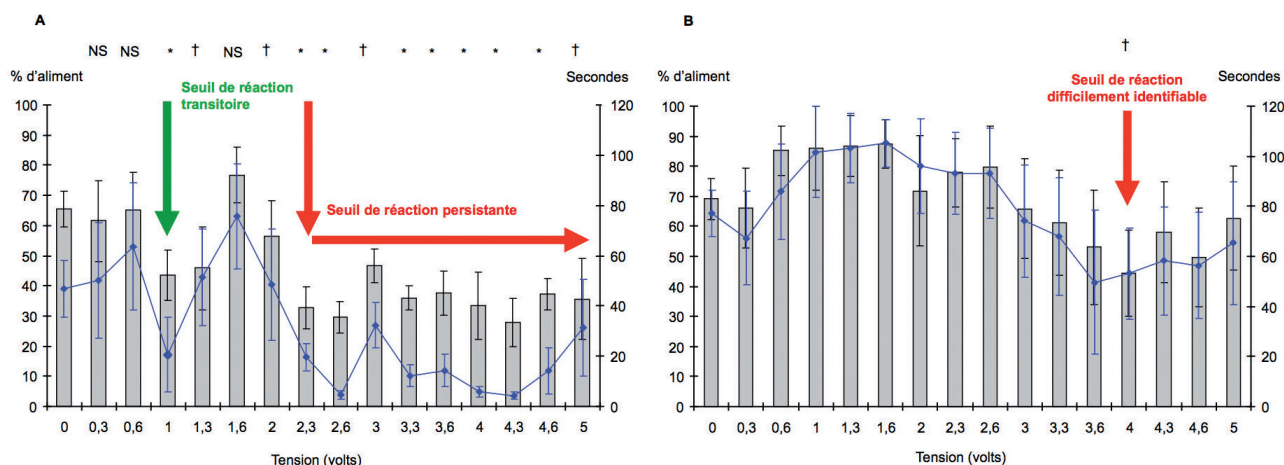 A
NS NS * † NS † * * † * * * * * †
% d’aliment
Secondes
Seuil de réaction
transitoire
Seuil de réaction persistante
100
90
80
70
60
50
40
30
20
10
0
120
100
80
60
40
20
0
0 0,3 0,6 1 1,3 1,6 2 2,3 2,6 3 3,3 3,6 4 4,3 4,6 5
Tension (volts)
B
†
% d’aliment
Secondes
Seuil de réaction
difficilement identifiable
100
90
80
70
60
50
40
30
20
10
0
120
100
80
60
40
20
0
0 0,3 0,6 1 1,3 1,6 2 2,3 2,6 3 3,3 3,6 4 4,3 4,6 5
Tension (volts)